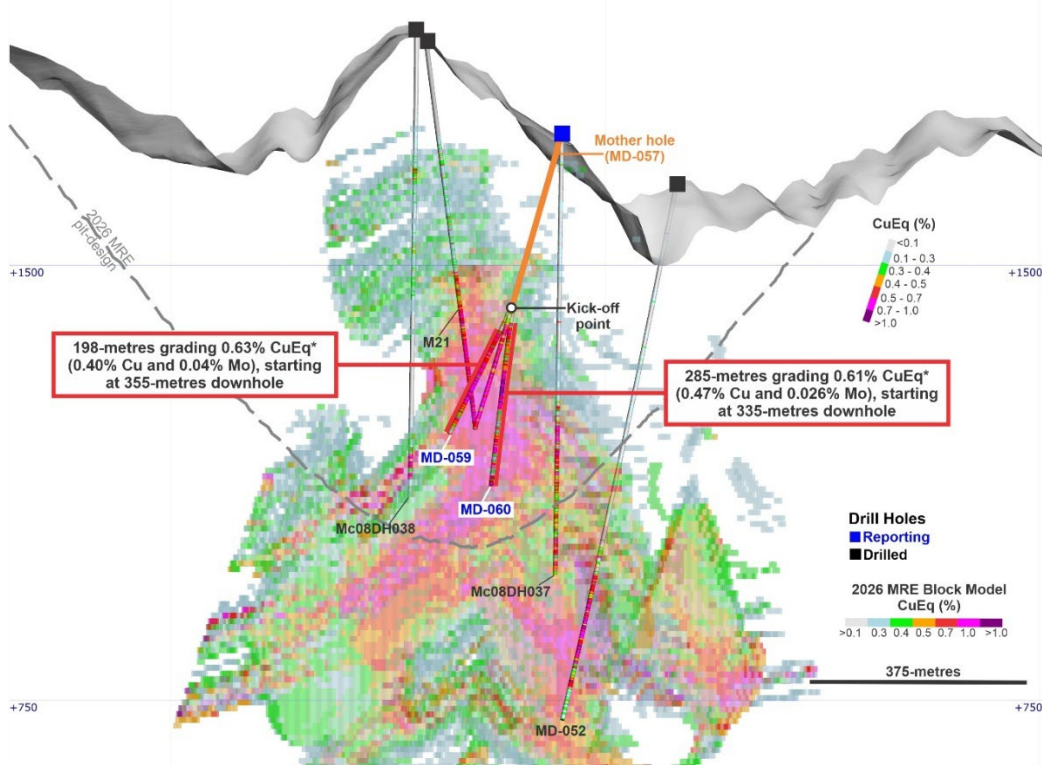 Mother hole
(MD-057)
2026 MRE
pit-design
CuEq (%)
<0.1
0.1 - 0.3
0.3 - 0.4
0.4 - 0.5
0.5 - 0.7
0.7 - 1.0
>1.0
+1500
+1500
Kick-off
point
M21
198-metres grading 0.63% CuEq*
(0.40% Cu and 0.04% Mo), starting
at 355-metres downhole
285-metres grading 0.61% CuEq*
(0.47% Cu and 0.026% Mo), starting
at 335-metres downhole
MD-059
MD-060
Mc08DH038
Drill Holes
Reporting
Drilled
Mc08DH037
2026 MRE Block Model
CuEq (%)
>0.1 0.3 0.4 0.5 0.7 1.0 >1.0
375-metres
+750
+750
MD-052